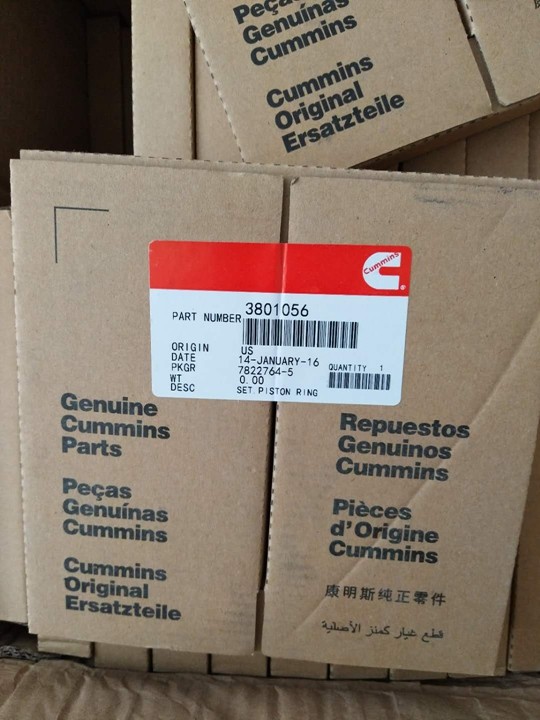 Peças
Genuínas
Cummins
Cummins
Original
Ersatzteile
Cummins
PART NUMBER 3801056
ORIGIN US
DATE 14-JANUARY-16
PKGR 7822764-5
QUANTITY 1
WT 0.00
DESC SET,PISTON RING
Genuine
Cummins
Parts
Peças
Genuínas
Cummins
Cummins
Original
Ersatzteile
Repuestos
Genuinos
Cummins
Pièces
d'Origine
Cummins
康明斯纯正零件
قطع غيار كمنز الأصلية